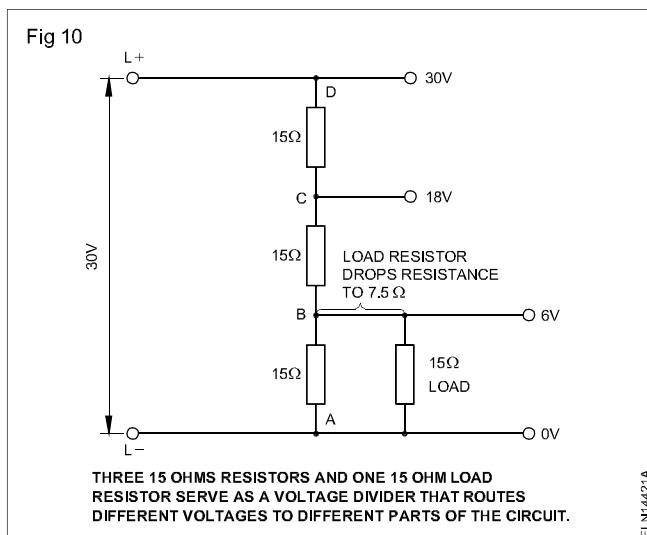 Fig 10
L+
D
30V
15Ω
C
18V
30V
15Ω
LOAD RESISTOR
DROPS RESISTANCE
TO 7.5 Ω
B
6V
15Ω
15Ω
LOAD
A
0V
L−
THREE 15 OHMS RESISTORS AND ONE 15 OHM LOAD
RESISTOR SERVE AS A VOLTAGE DIVIDER THAT ROUTES
DIFFERENT VOLTAGES TO DIFFERENT PARTS OF THE CIRCUIT.
ELN14421A